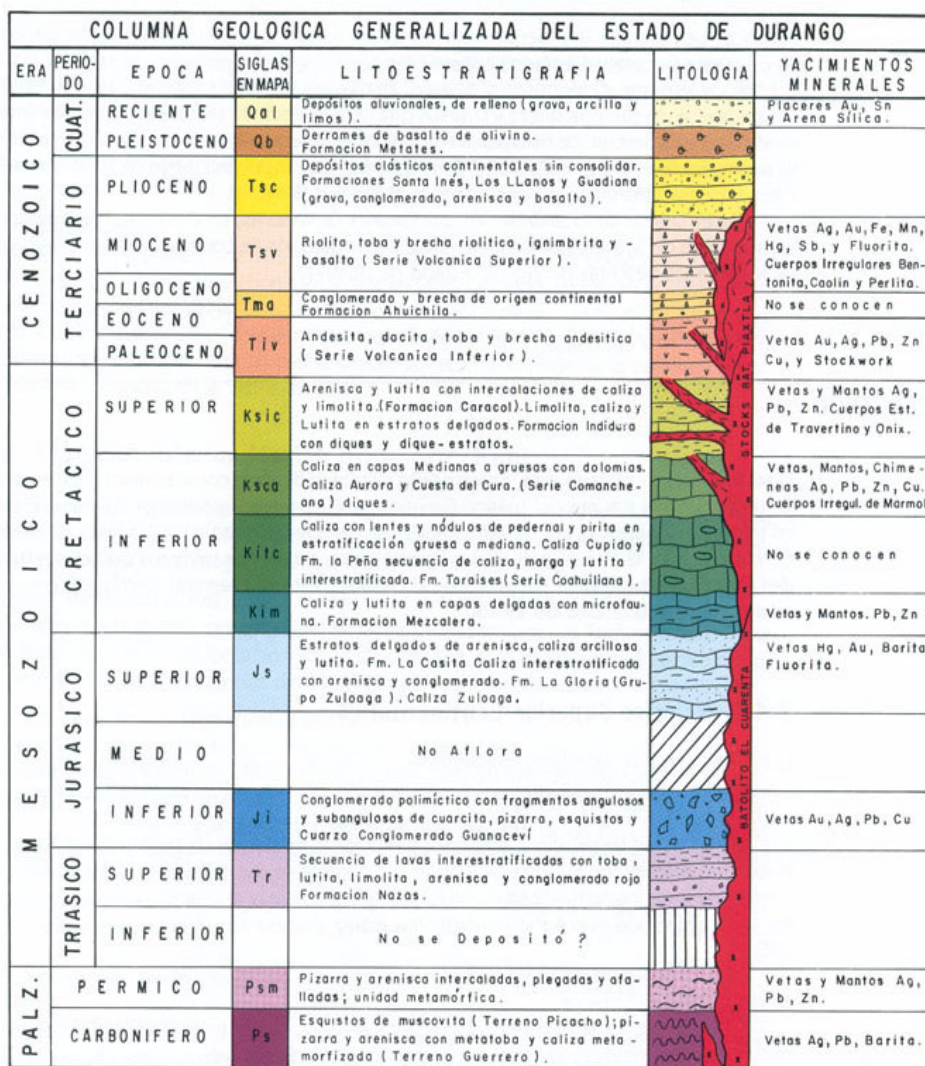 COLUMNA GEOLOGICA GENERALIZADA DEL ESTADO DE DURANGO
ERA
PERIO-
DO
EPOCA
SIGLAS
EN MAPA
LITOESTRATIGRAFIA
LITOLOGIA
YACIMIENTOS
MINERALES
CENOZOICO
CUAT.
RECIENTE
Qal
Depósitos aluvionales, de relleno (grava, arcilla y
limos).
Placeres Au, Sn
y Arena Sílica.
PLEISTOCENO
Qb
Derrames de basalto de olivino.
Formacion Metates.
TERCIARIO
PLIOCENO
Tsc
Depósitos clásticos continentales sin consolidar.
Formaciones Santa Inés, Los LLanos y Guadiana
(grava, conglomerado, arenisca y basalto).
MIOCENO
Tsv
Riolita, toba y brecha riolítica, ignimbrita y -
basalto (Serie Volcanica Superior).
Vetas Ag, Au, Fe, Mn,
Hg, Sb, y Fluorita.
Cuerpos Irregulares Ben-
tonita, Caolin y Perlita.
OLIGOCENO
Tma
Conglomerado y brecha de origen continental
Formacion Ahuichila.
No se conocen
EOCENO
PALEOCENO
Tiv
Andesita, dacita, toba y brecha andesitica
(Serie Volcanica Inferior).
Vetas Au, Ag, Pb, Zn
Cu, y Stockwork
STOCKS BAT. PIAXTLA
MESOZOICO
CRETACICO
SUPERIOR
Ksic
Arenisca y lutita con intercalaciones de caliza
y limolita.(Formacion Caracol). Limolita, caliza y
Lutita en estratos delgados. Formacion Indidura
con diques y dique-estratos.
Vetas y Mantos Ag,
Pb, Zn. Cuerpos Est.
de Travertino y Onix.
INFERIOR
Ksca
Caliza en capas Medianas a gruesas con dolomias.
Caliza Aurora y Cuesta del Cura. (Serie Comanche-
ana) diques.
Vetas, Mantos, Chime-
neas Ag, Pb, Zn, Cu.
Cuerpos Irregul. de Marmol
Kitc
Caliza con lentes y nódulos de pedernal y pirita en
estratificación gruesa a mediana. Caliza Cupido y
Fm. la Peña secuencia de caliza, marga y lutita
interestratificada. Fm. Taraises (Serie Coahuiliana).
No se conocen
Kim
Caliza y lutita en capas delgadas con microfau-
na. Formacion Mezcalera.
Vetas y Mantos. Pb, Zn
JURASICO
SUPERIOR
Js
Estratos delgados de arenisca, caliza arcillosa
y lutita. Fm. La Casita Caliza interestratificada
con arenisca y conglomerado. Fm. La Gloria (Gru-
po Zuloaga). Caliza Zuloaga.
Vetas Hg, Au, Barita
Fluorita.
BATOLITO EL CUARENTA
MEDIO
No Aflora
INFERIOR
Ji
Conglomerado polimíctico con fragmentos angulosos
y subangulosos de cuarcita, pizarra, esquistos y
Cuarzo Conglomerado Guanaceví
Vetas Au, Ag, Pb, Cu
TRIASICO
SUPERIOR
Tr
Secuencia de lavas interestratificadas con toba,
lutita, limolita, arenisca y conglomerado rojo
Formacion Nazas.
INFERIOR
No se Depositó ?
PALZ.
PERMICO
Psm
Pizarra y arenisca intercaladas, plegadas y afa-
lladas; unidad metamórfica.
Vetas y Mantos Ag,
Pb, Zn.
CARBONIFERO
Ps
Esquistos de muscovita (Terreno Picacho); pi-
zarra y arenisca con metatoba y caliza meta-
morfizada (Terreno Guerrero).
Vetas Ag, Pb, Barita.